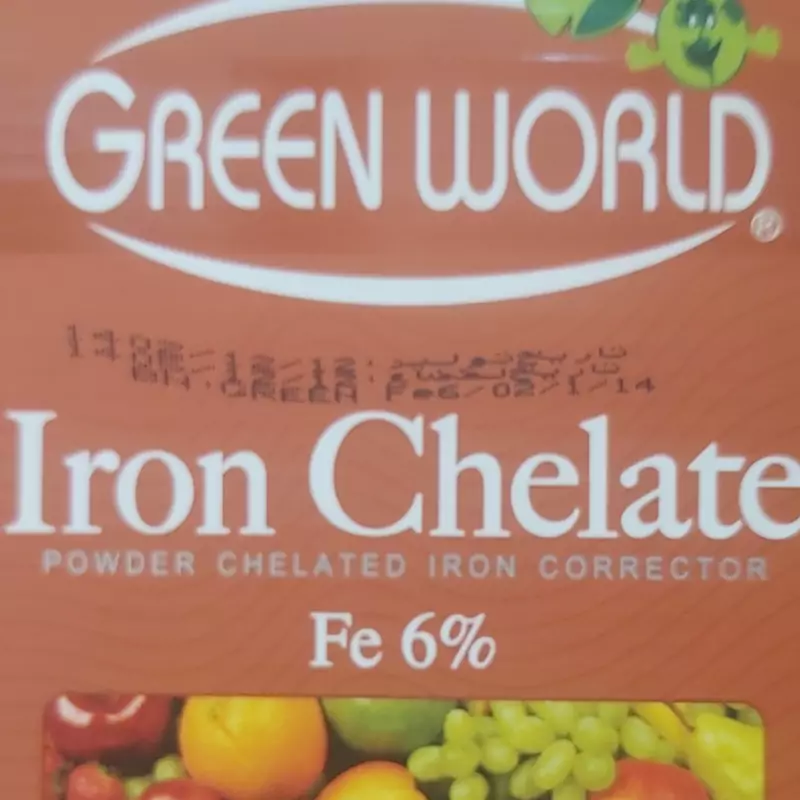 GREEN WORLD
®
Iron Chelate
POWDER CHELATED IRON CORRECTOR
Fe 6%